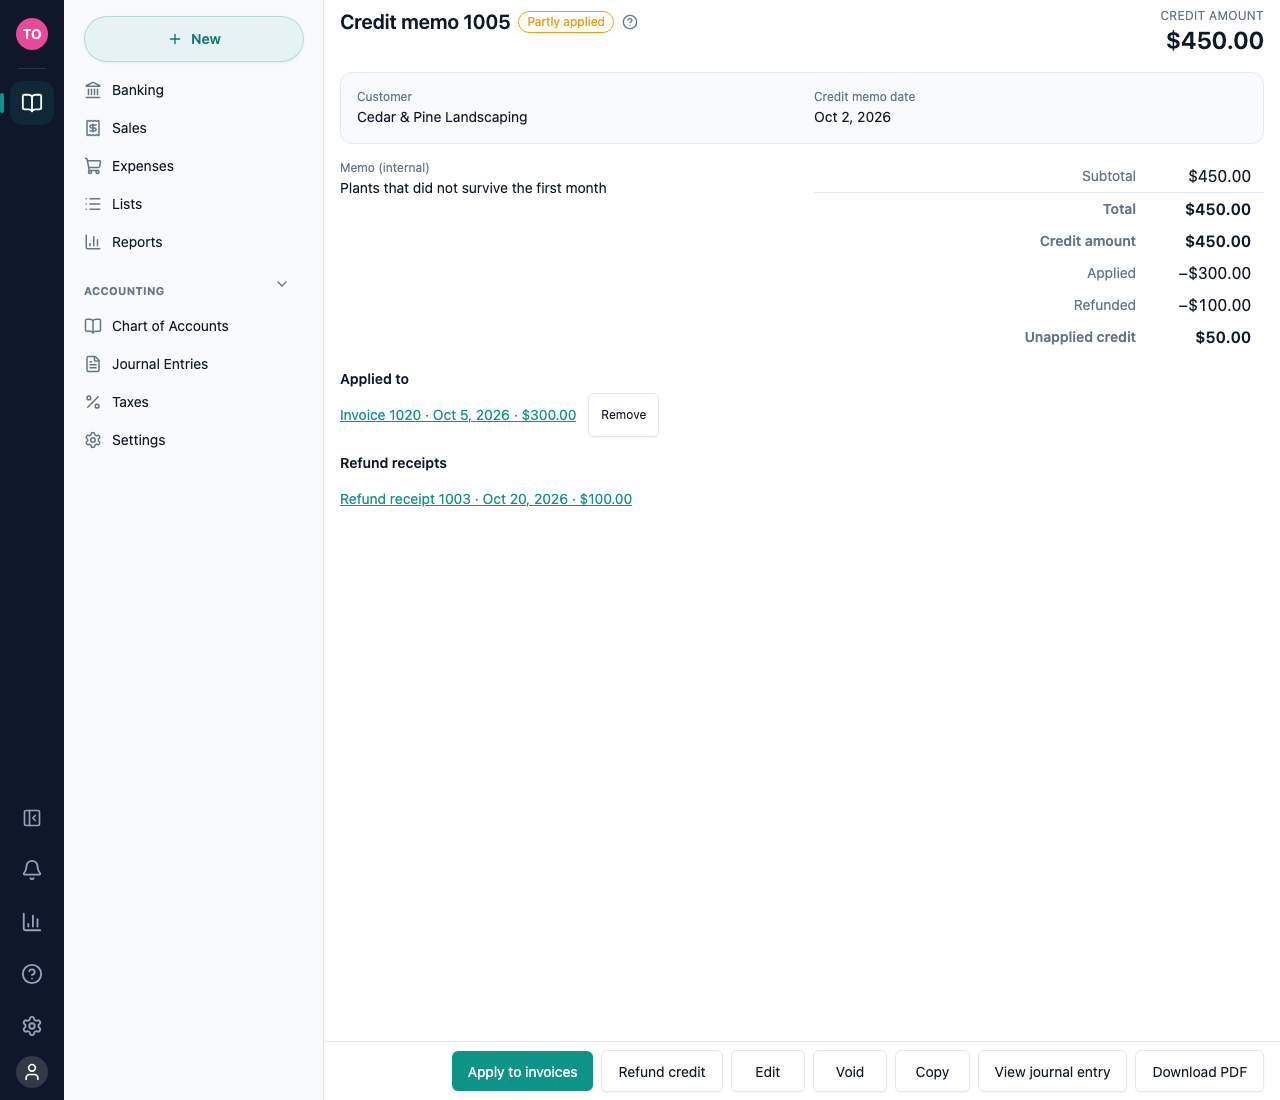 TO
New
Banking
Sales
Expenses
Lists
Reports
ACCOUNTING
Chart of Accounts
Journal Entries
Taxes
Settings
Credit memo 1005 Partly applied
CREDIT AMOUNT
$450.00
Customer
Cedar & Pine Landscaping
Credit memo date
Oct 2, 2026
Memo (internal)
Plants that did not survive the first month
Subtotal $450.00
Total $450.00
Credit amount $450.00
Applied –$300.00
Refunded –$100.00
Unapplied credit $50.00
Applied to
Invoice 1020 · Oct 5, 2026 · $300.00 Remove
Refund receipts
Refund receipt 1003 · Oct 20, 2026 · $100.00
Apply to invoices Refund credit Edit Void Copy View journal entry Download PDF